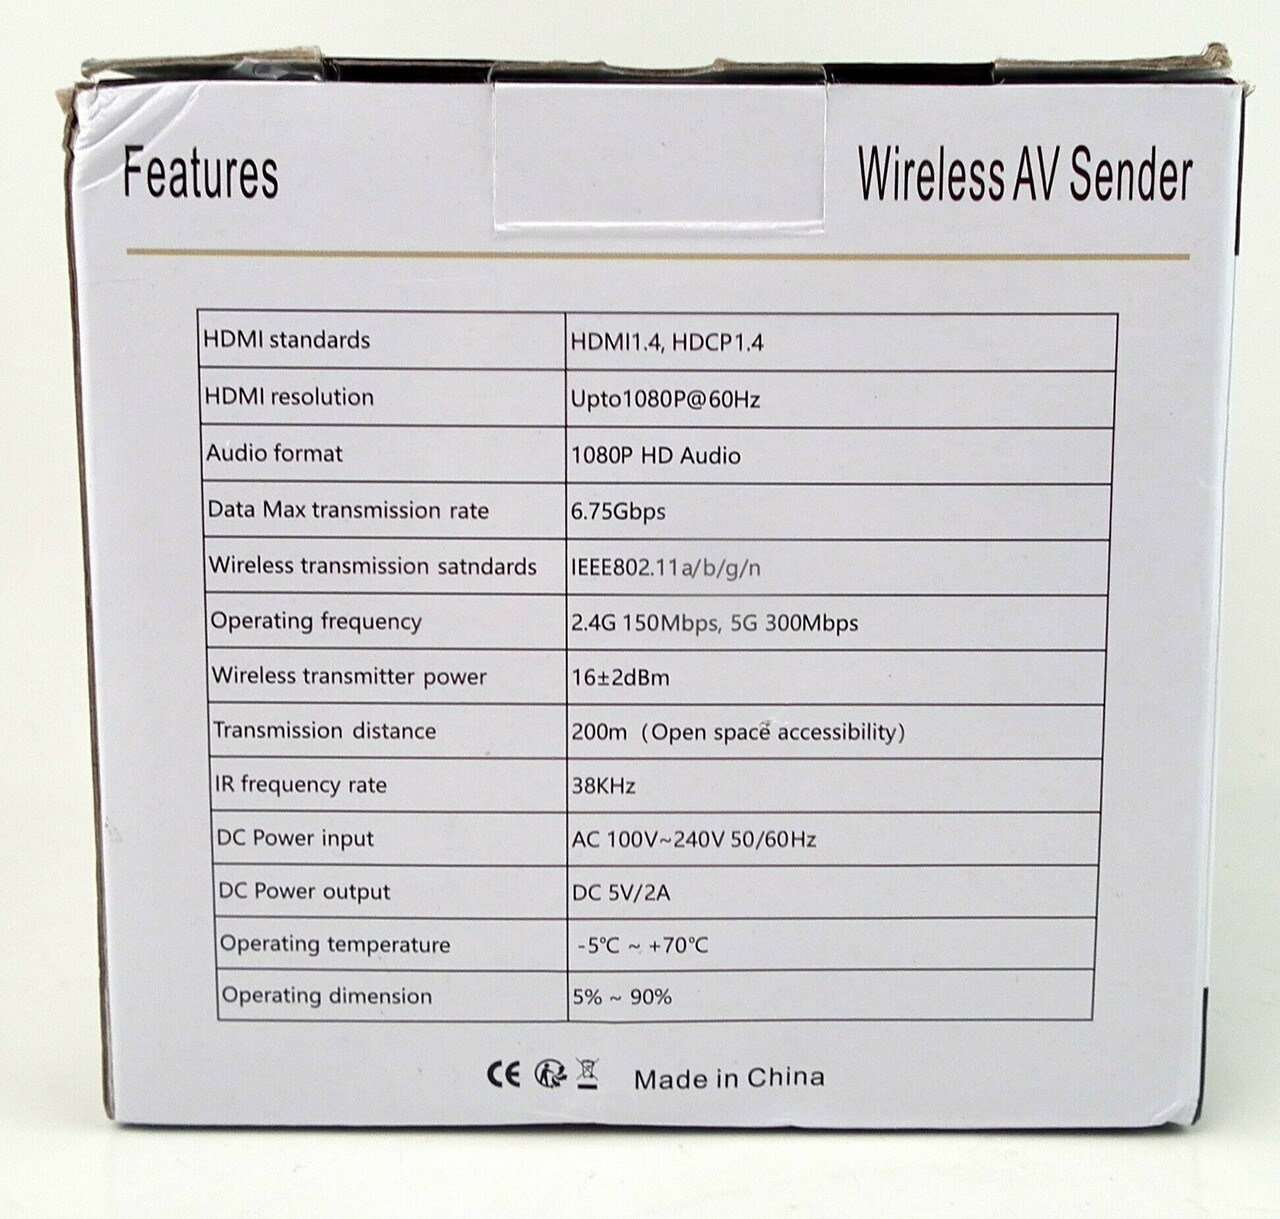 Features
Wireless AV Sender
HDMI standards HDMI1.4, HDCP1.4
HDMI resolution Upto1080P@60Hz
Audio format 1080P HD Audio
Data Max transmission rate 6.75Gbps
Wireless transmission satndards IEEE802.11a/b/g/n
Operating frequency 2.4G 150Mbps, 5G 300Mbps
Wireless transmitter power 16±2dBm
Transmission distance 200m（Open space accessibility）
IR frequency rate 38KHz
DC Power input AC 100V~240V 50/60Hz
DC Power output DC 5V/2A
Operating temperature -5℃ ~ +70℃
Operating dimension 5% ~ 90%
CE Made in China